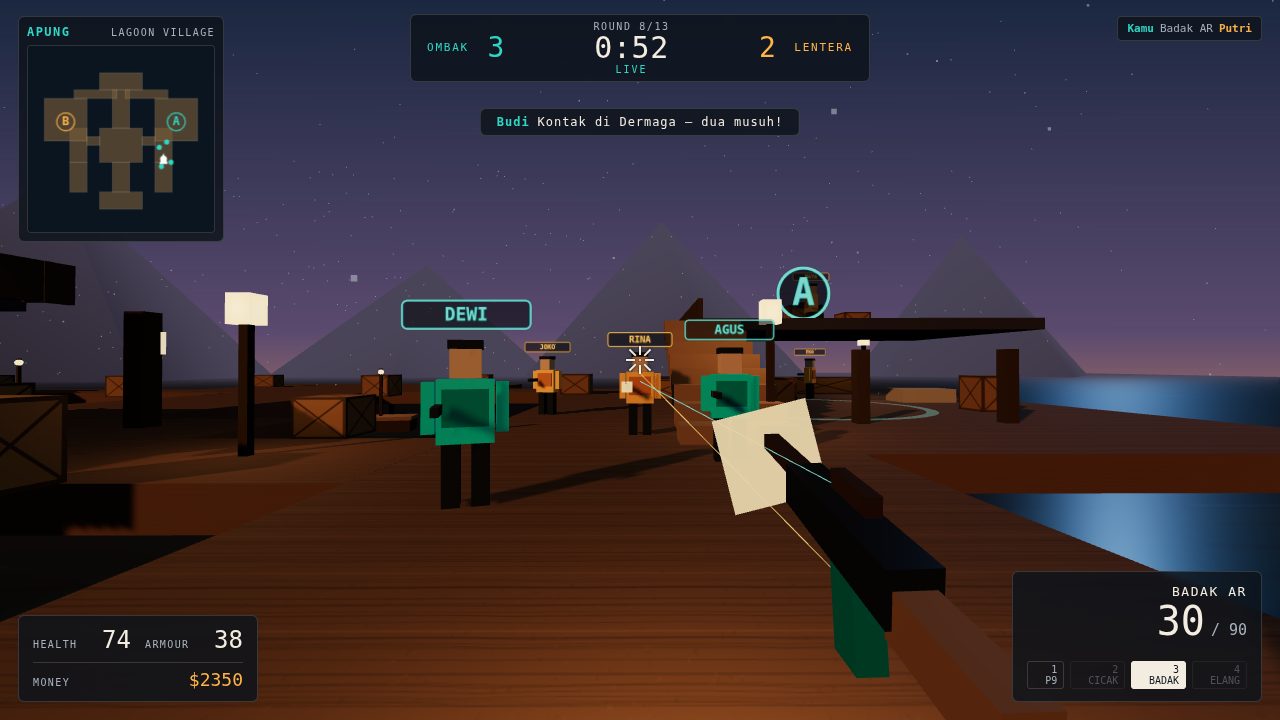 APUNG LAGOON VILLAGE
B
A
OMBAK 3
ROUND 8/13
0:52
LIVE
2 LENTERA
Kamu Badak AR Putri
Budi Kontak di Dermaga — dua musuh!
A
DEWI
JOKO
RINA
AGUS
HEALTH 74 ARMOUR 38
MONEY $2350
BADAK AR
30 / 90
1 P9
2 CICAK
3 BADAK
4 ELANG